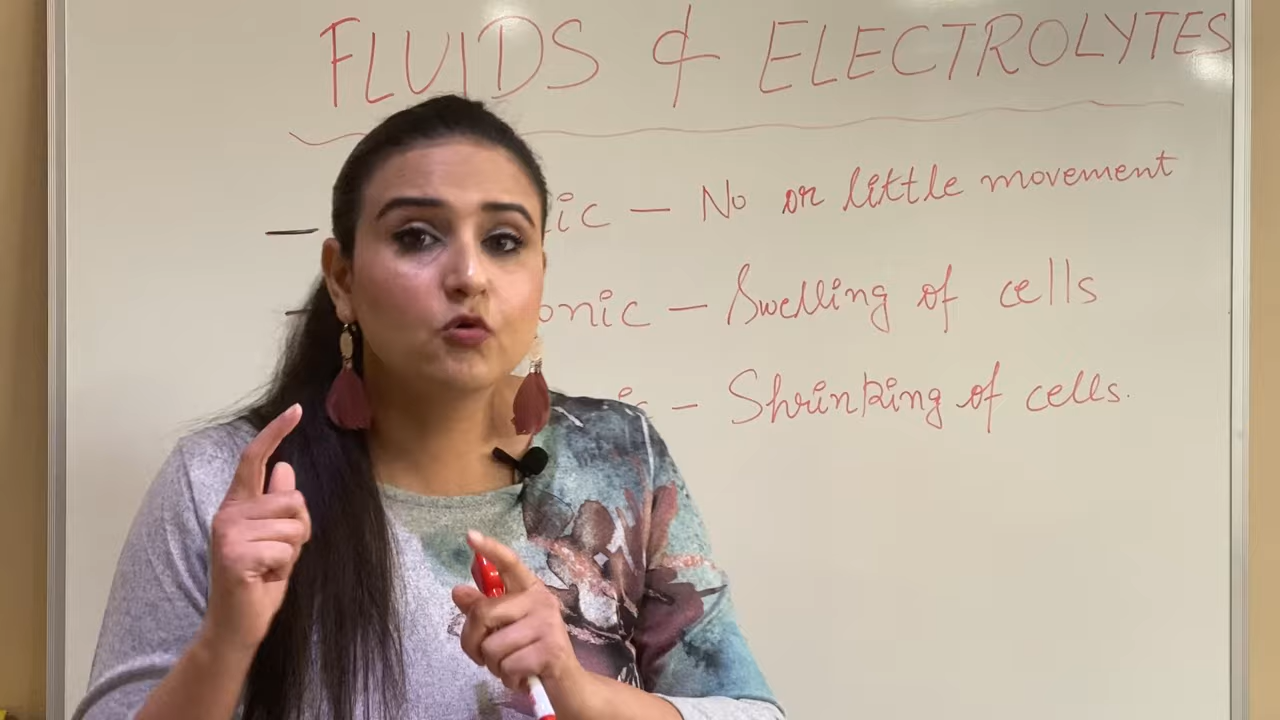 FLUIDS & ELECTROLYTES
— No or little movement
— Swelling of cells
— Shrinking of cells.